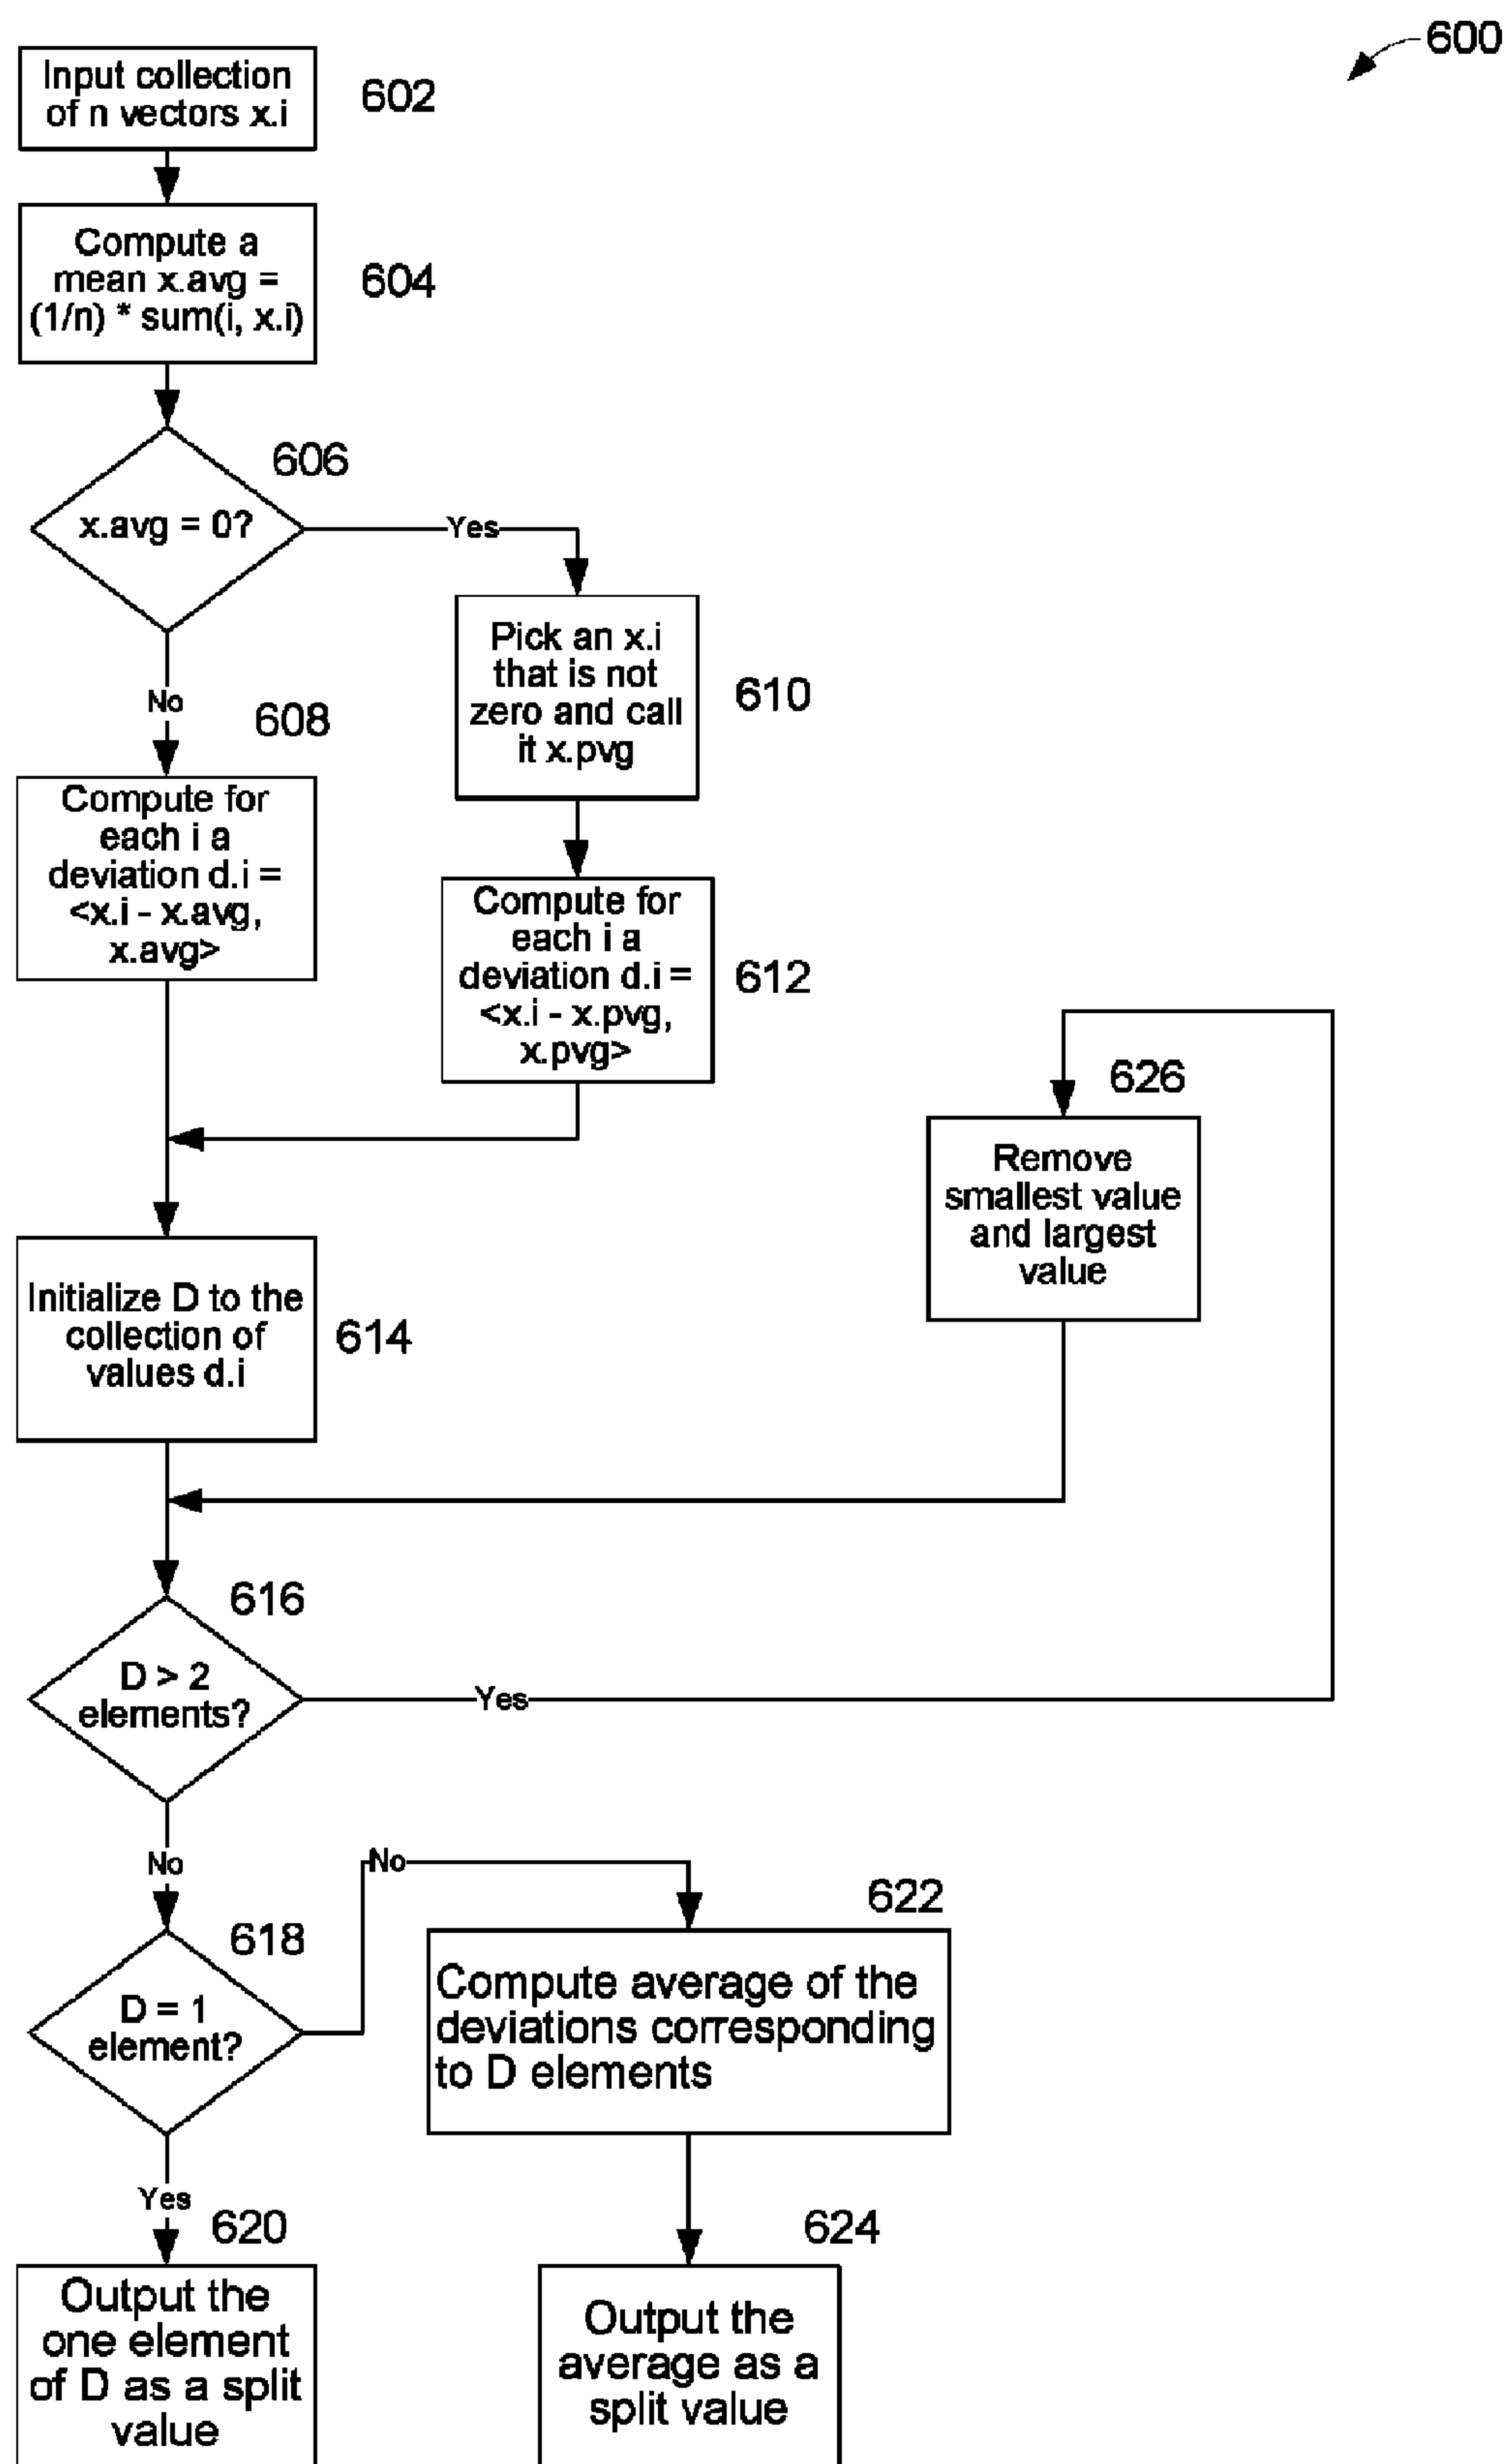 600
Input collection
of n vectors x.i
602
Compute a
mean x.avg =
(1/n) * sum(i, x.i)
604
606
x.avg = 0?
Yes
No
608
Pick an x.i
that is not
zero and call
it x.pvg
610
Compute for
each i a
deviation d.i =
<x.i - x.avg,
x.avg>
Compute for
each i a
deviation d.i =
<x.i - x.pvg,
x.pvg>
612
626
Remove
smallest value
and largest
value
Initialize D to the
collection of
values d.i
614
616
D > 2
elements?
Yes
No
No
618
D = 1
element?
622
Compute average of the
deviations corresponding
to D elements
Yes
620
Output the
one element
of D as a split
value
624
Output the
average as a
split value